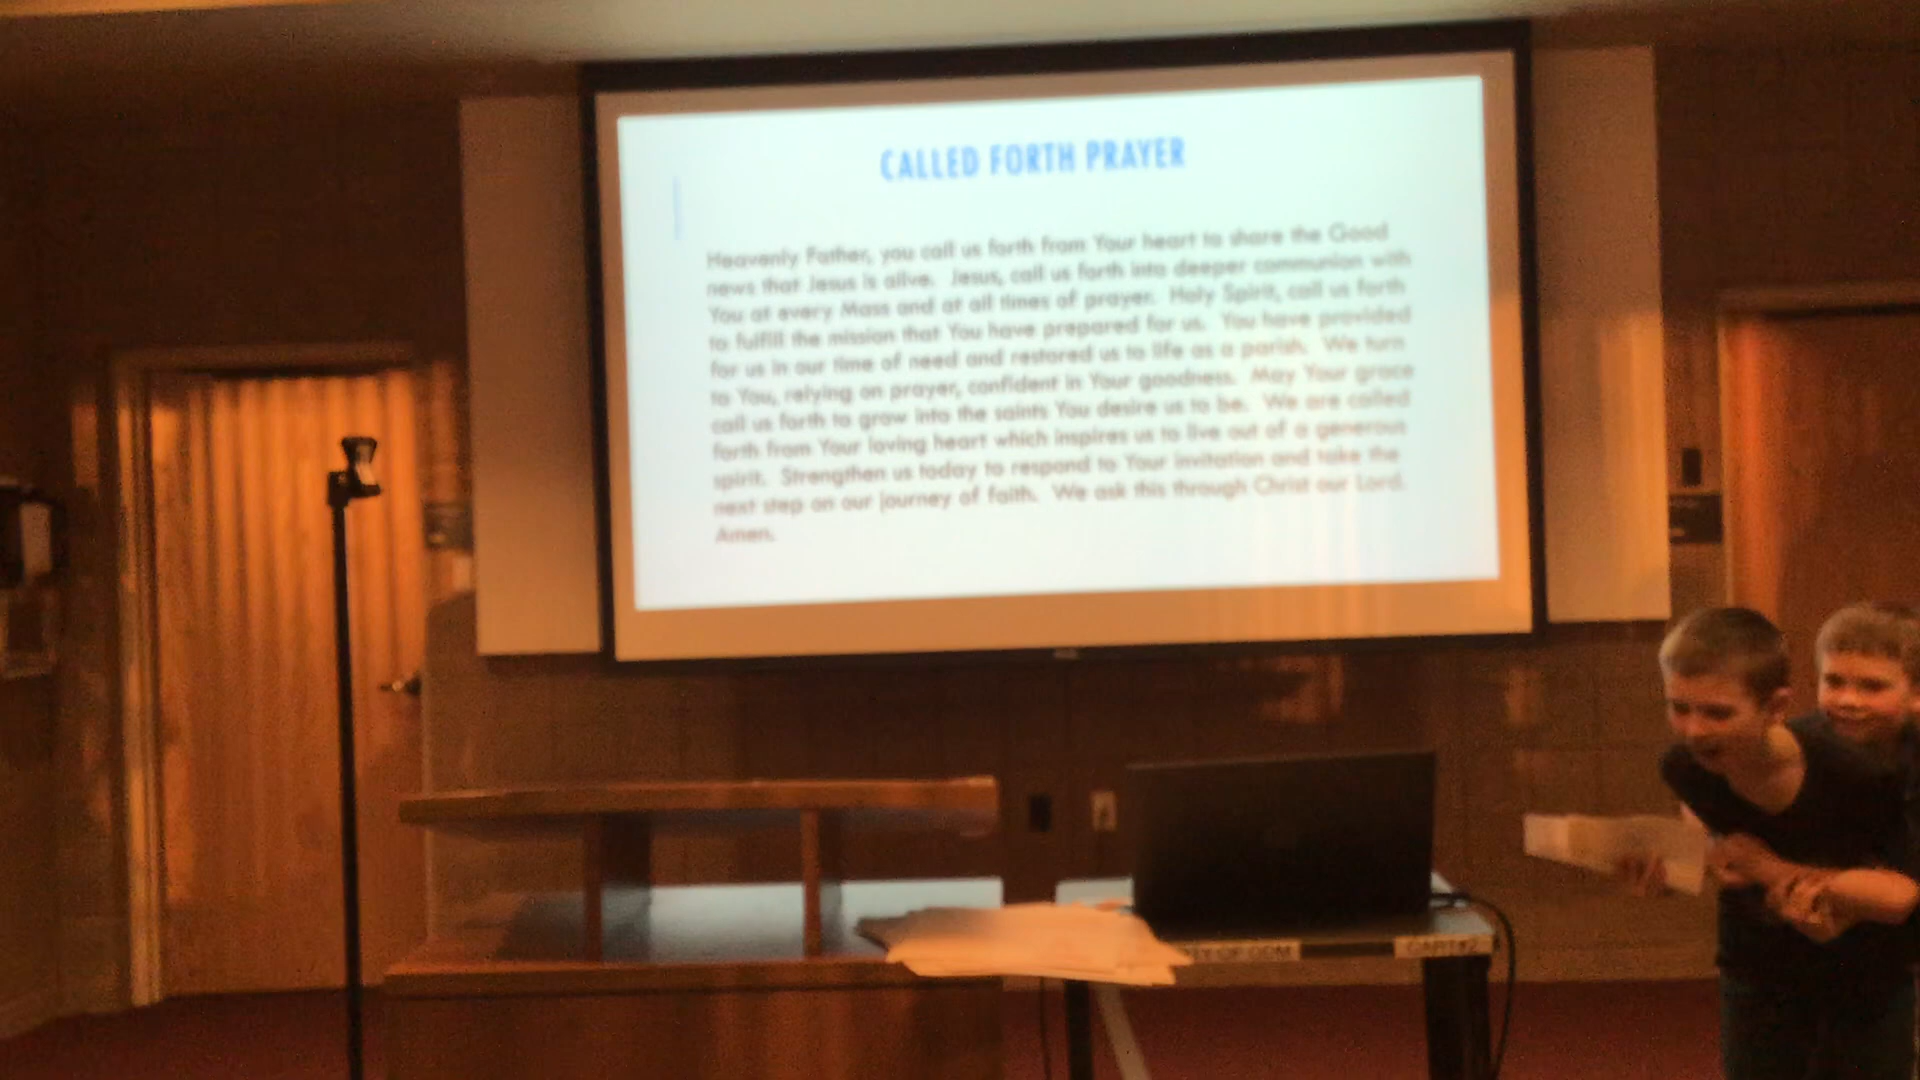 CALLED FORTH PRAYER
Heavenly Father, you call us forth from Your heart to share the Good
news that Jesus is alive. Jesus, call us forth into deeper communion with
You at every Mass and at all times of prayer. Holy Spirit, call us forth
to fulfill the mission that You have prepared for us. You have provided
for us in our time of need and restored us to life as a parish. We turn
to You, relying on prayer, confident in Your goodness. May Your grace
call us forth to grow into the saints You desire us to be. We are called
forth from Your loving heart which inspires us to live out of a generous
spirit. Strengthen us today to respond to Your invitation and take the
next step on our journey of faith. We ask this through Christ our Lord.
Amen.
CART#2